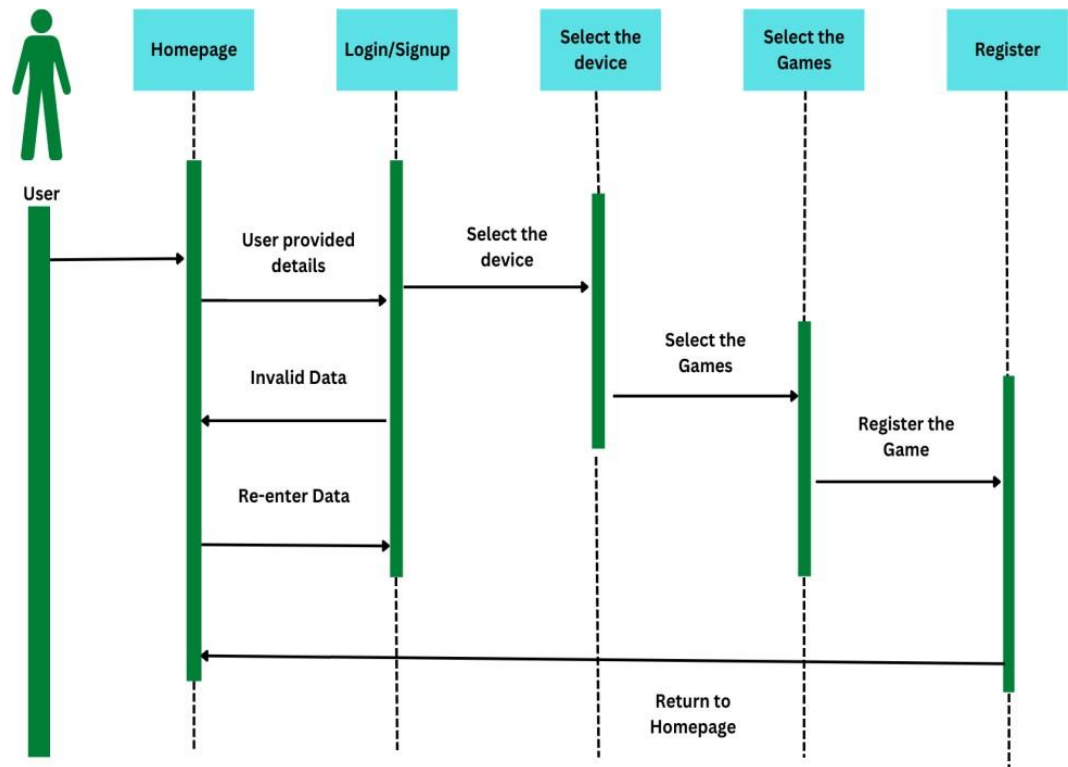 Homepage
Login/Signup
Select the
device
Select the
Games
Register
User
User provided
details
Select the
device
Invalid Data
Select the
Games
Register the
Game
Re-enter Data
Return to
Homepage